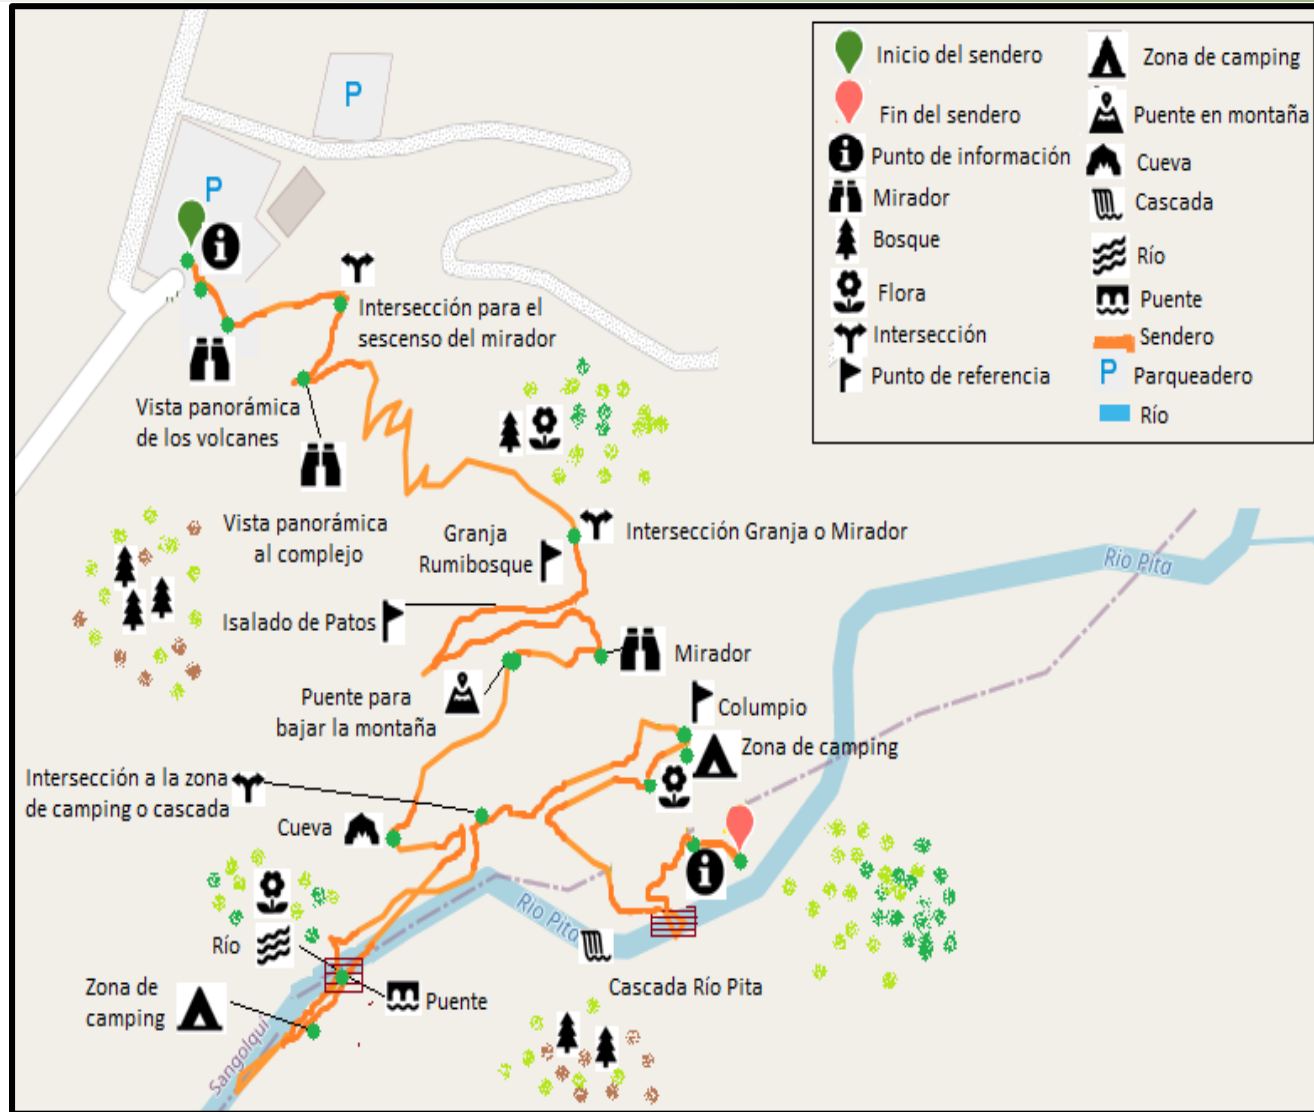 P
P
Intersección para el
sescenso del mirador
Vista panorámica
de los volcanes
Vista panorámica
al complejo
Granja
Rumibosque
Intersección Granja o Mirador
Isalado de Patos
Mirador
Puente para
bajar la montaña
Columpio
Zona de camping
Intersección a la zona
de camping o cascada
Cueva
Río
Zona de
camping
Puente
Cascada Río Pita
Río Pita
Río Pita
Sangolquí
Inicio del sendero
Fin del sendero
Punto de información
Mirador
Bosque
Flora
Intersección
Punto de referencia
Zona de camping
Puente en montaña
Cueva
Cascada
Río
Puente
Sendero
P Parqueadero
Río